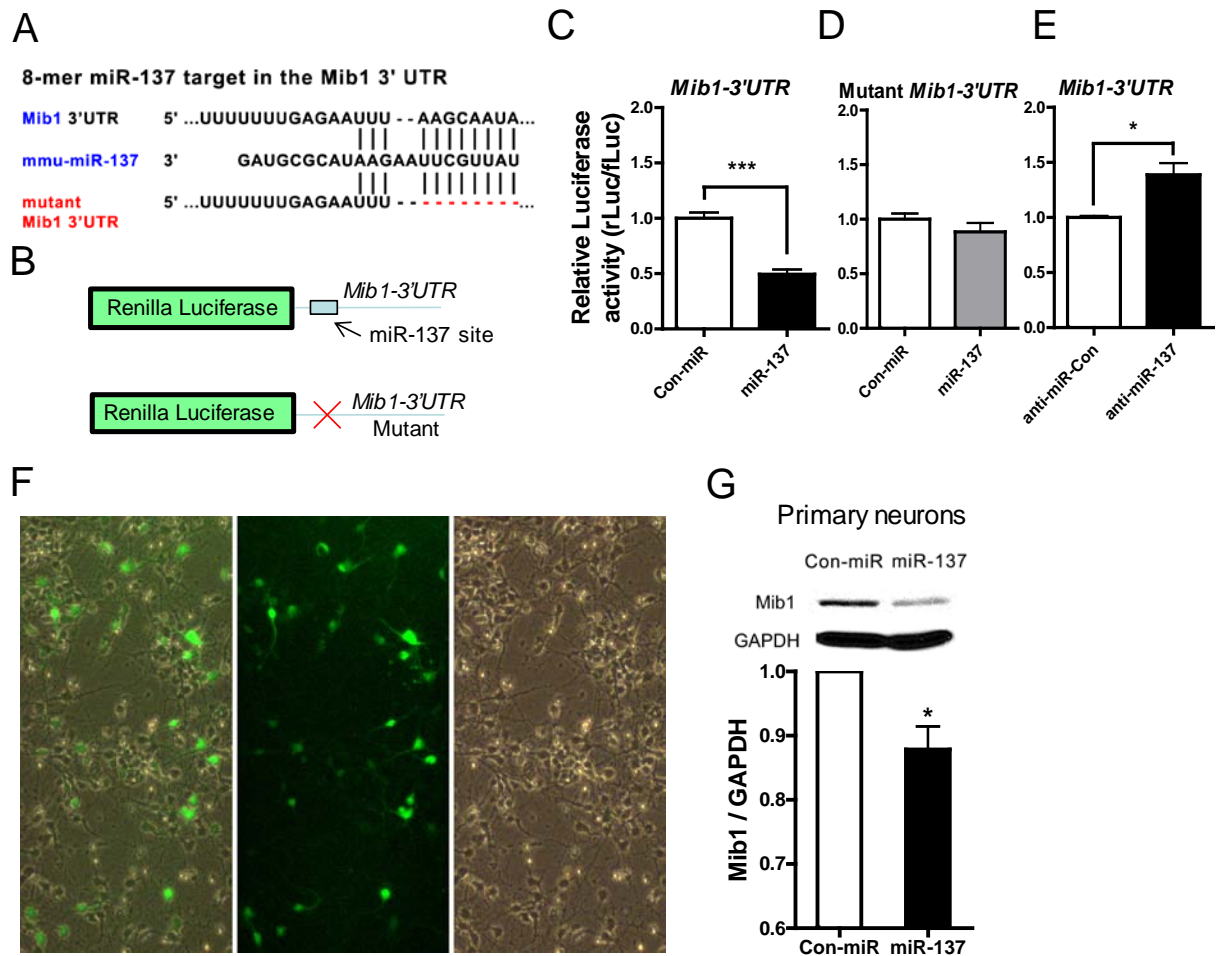 A
8-mer miR-137 target in the Mib1 3' UTR
Mib1 3'UTR 5' ...UUUUUUUGAGAAUUU--AAGCAAUA...
mmu-miR-137 3' GAUGCGCAUAAGAAUUCGUUAU
mutant 5' ...UUUUUUUGAGAAUUU----------...
Mib1 3'UTR
B
Renilla Luciferase
Mib1-3'UTR
miR-137 site
Renilla Luciferase
Mib1-3'UTR
Mutant
C
Mib1-3'UTR
Relative Luciferase
activity (rLuc/fLuc)
2.0
1.5
1.0
0.5
0.0
***
Con-miR
miR-137
D
Mutant Mib1-3'UTR
2.0
1.5
1.0
0.5
0.0
Con-miR
miR-137
E
Mib1-3'UTR
2.0
1.5
1.0
0.5
0.0
*
anti-miR-Con
anti-miR-137
F
G
Primary neurons
Con-miR miR-137
Mib1
GAPDH
Mib1 / GAPDH
1.0
0.9
0.8
0.7
0.6
*
Con-miR miR-137